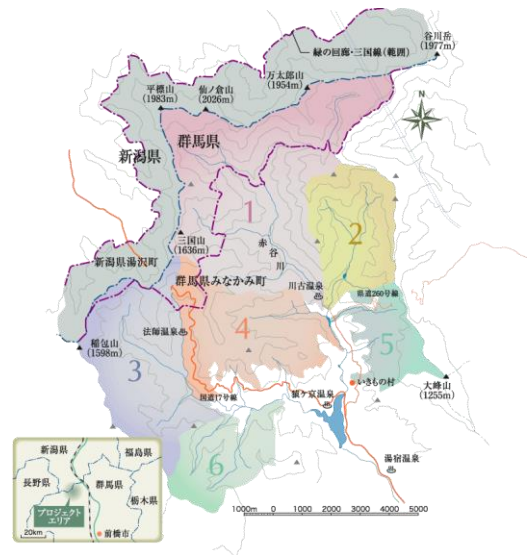 谷川岳
(1977m)
緑の回廊・三国線(範囲)
万太郎山
(1954m)
平標山
(1983m)
仙ノ倉山
(2026m)
N
群馬県
新潟県
1
2
三国山
(1636m)
赤谷川
新潟県湯沢町
群馬県みなかみ町
川古温泉
県道260号線
法師温泉
4
5
稲包山
(1598m)
3
いきもの村
大峰山
(1255m)
国道17号線
猿ヶ京温泉
6
湯宿温泉
新潟県
福島県
長野県
群馬県
栃木県
プロジェクト
エリア
前橋市
20km
1000m 0 1000 2000 3000 4000 5000